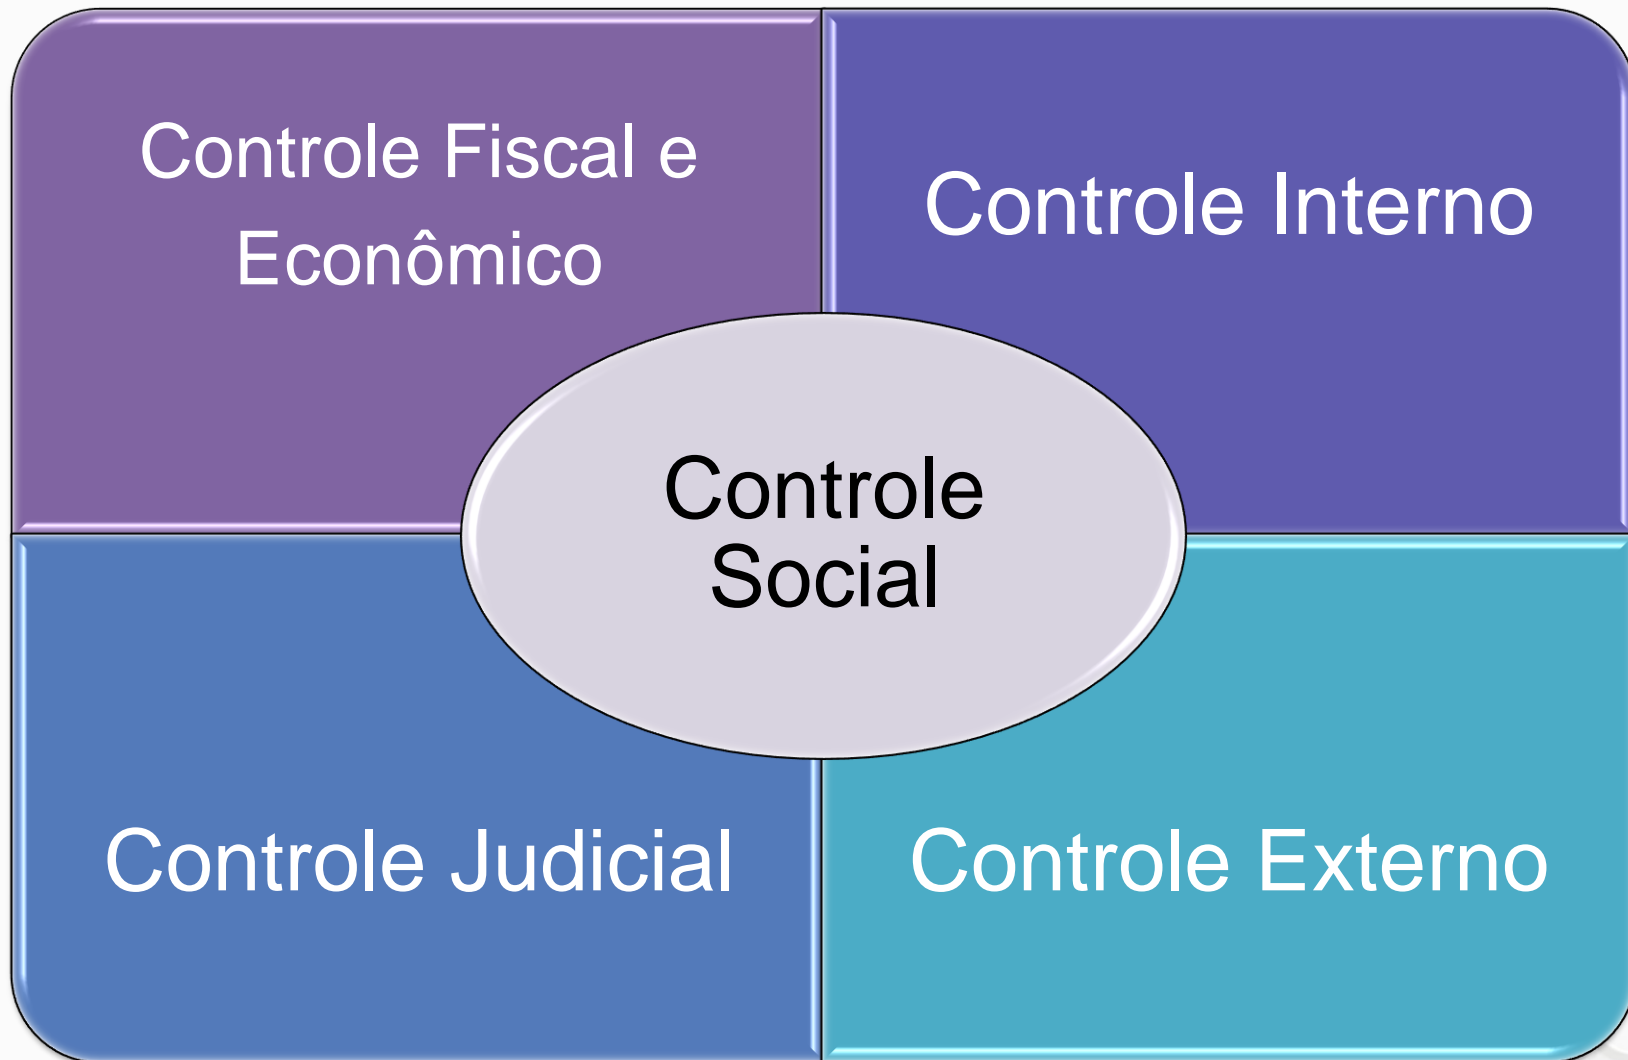 Controle Fiscal e
Econômico
Controle Interno
Controle
Social
Controle Judicial
Controle Externo